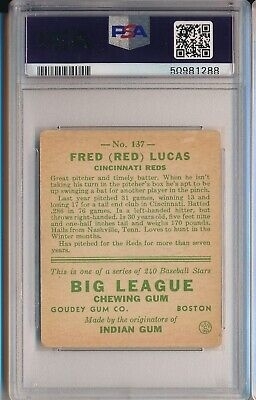 PSA
50981288
No. 137
FRED (RED) LUCAS
CINCINNATI REDS
Great pitcher and timely batter. When he isn't
taking his turn in the pitcher's box he's apt to be
up swinging a bat for another player in the pinch.
Last year pitched 31 games, winning 13 and
losing 17 for a tail end club in Cincinnati. Batted
.286 in 76 games. Is a left-handed hitter, but
throws right. Is 30 years old, five feet nine
and one-half inches tall and weighs 170 pounds.
Hails from Nashville, Tenn. Loves to hunt in the
Winter months.
Has pitched for the Reds for more than seven
years.
This is one of a series of 240 Baseball Stars
BIG LEAGUE
CHEWING GUM
GOUDEY GUM CO. BOSTON
Made by the originators of
INDIAN GUM